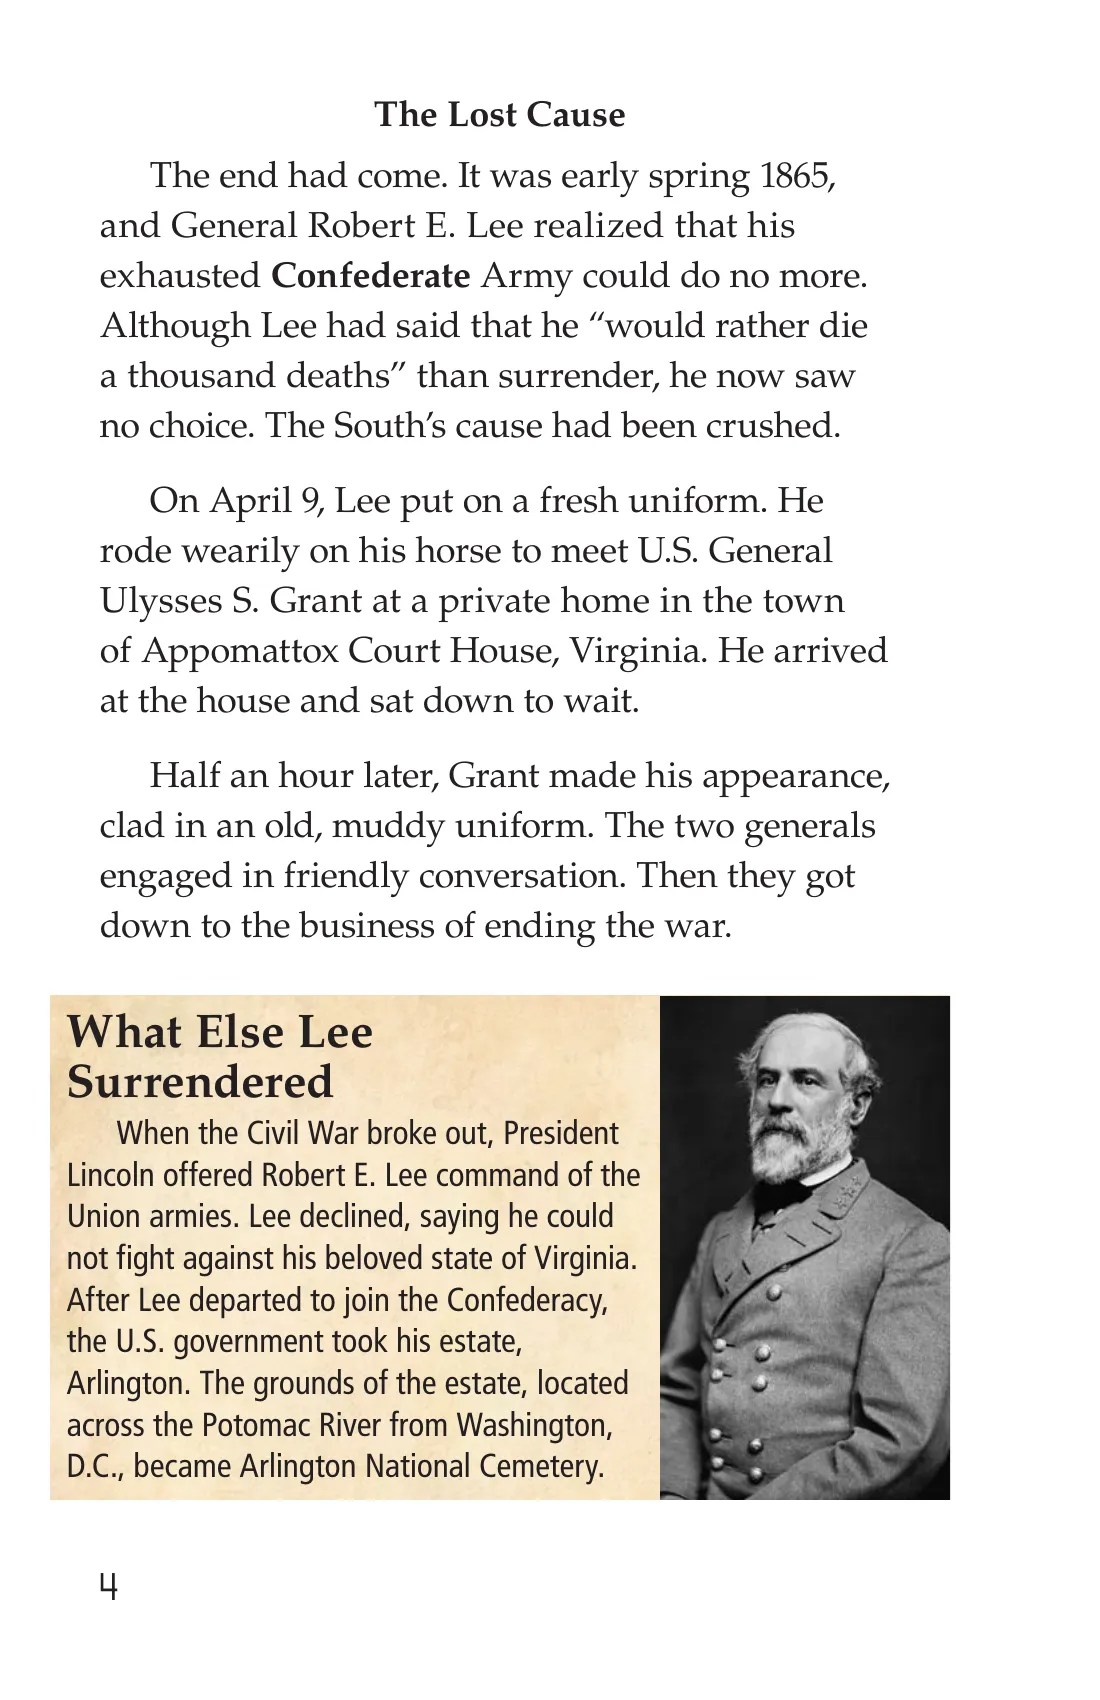 The Lost Cause
The end had come. It was early spring 1865,
and General Robert E. Lee realized that his
exhausted Confederate Army could do no more.
Although Lee had said that he “would rather die
a thousand deaths” than surrender, he now saw
no choice. The South’s cause had been crushed.
On April 9, Lee put on a fresh uniform. He
rode wearily on his horse to meet U.S. General
Ulysses S. Grant at a private home in the town
of Appomattox Court House, Virginia. He arrived
at the house and sat down to wait.
Half an hour later, Grant made his appearance,
clad in an old, muddy uniform. The two generals
engaged in friendly conversation. Then they got
down to the business of ending the war.
What Else Lee
Surrendered
When the Civil War broke out, President
Lincoln offered Robert E. Lee command of the
Union armies. Lee declined, saying he could
not fight against his beloved state of Virginia.
After Lee departed to join the Confederacy,
the U.S. government took his estate,
Arlington. The grounds of the estate, located
across the Potomac River from Washington,
D.C., became Arlington National Cemetery.
4